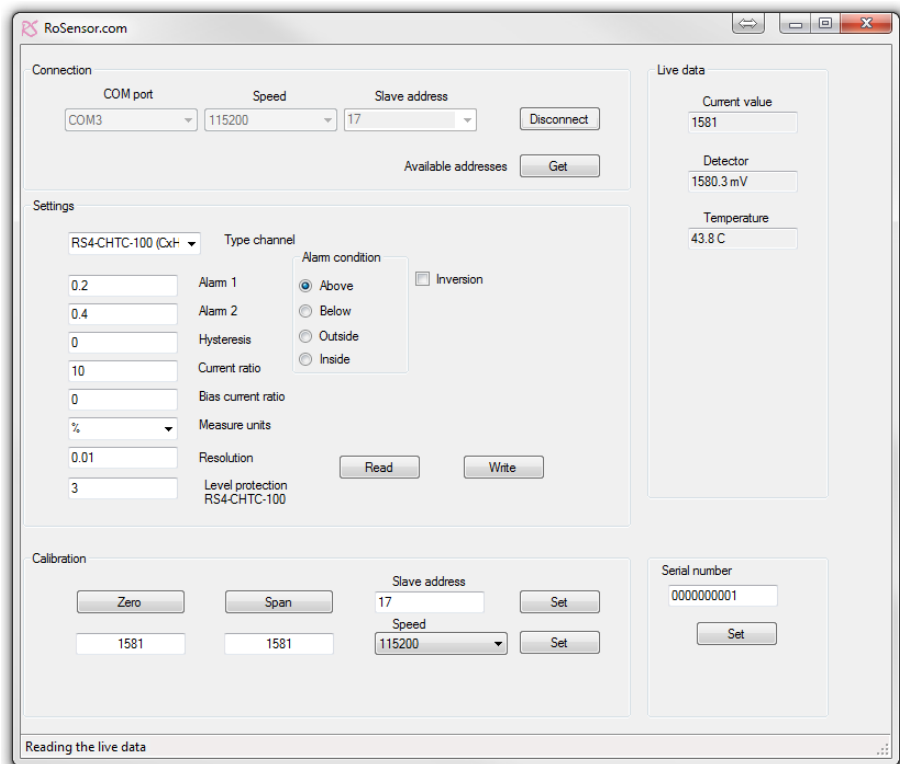 RoSensor.com
Connection
COM port Speed Slave address
COM3 115200 17 Disconnect
Available addresses Get
Settings
RS4-CHTC-100 (CxH Type channel
0.2 Alarm 1
0.4 Alarm 2
0 Hysteresis
10 Current ratio
0 Bias current ratio
% Measure units
0.01 Resolution
3 Level protection
RS4-CHTC-100
Alarm condition
Above
Below
Outside
Inside
Inversion
Read Write
Live data
Current value
1581
Detector
1580.3 mV
Temperature
43.8 C
Calibration
Zero Span
1581 1581
Slave address
17 Set
Speed
115200 Set
Serial number
0000000001
Set
Reading the live data